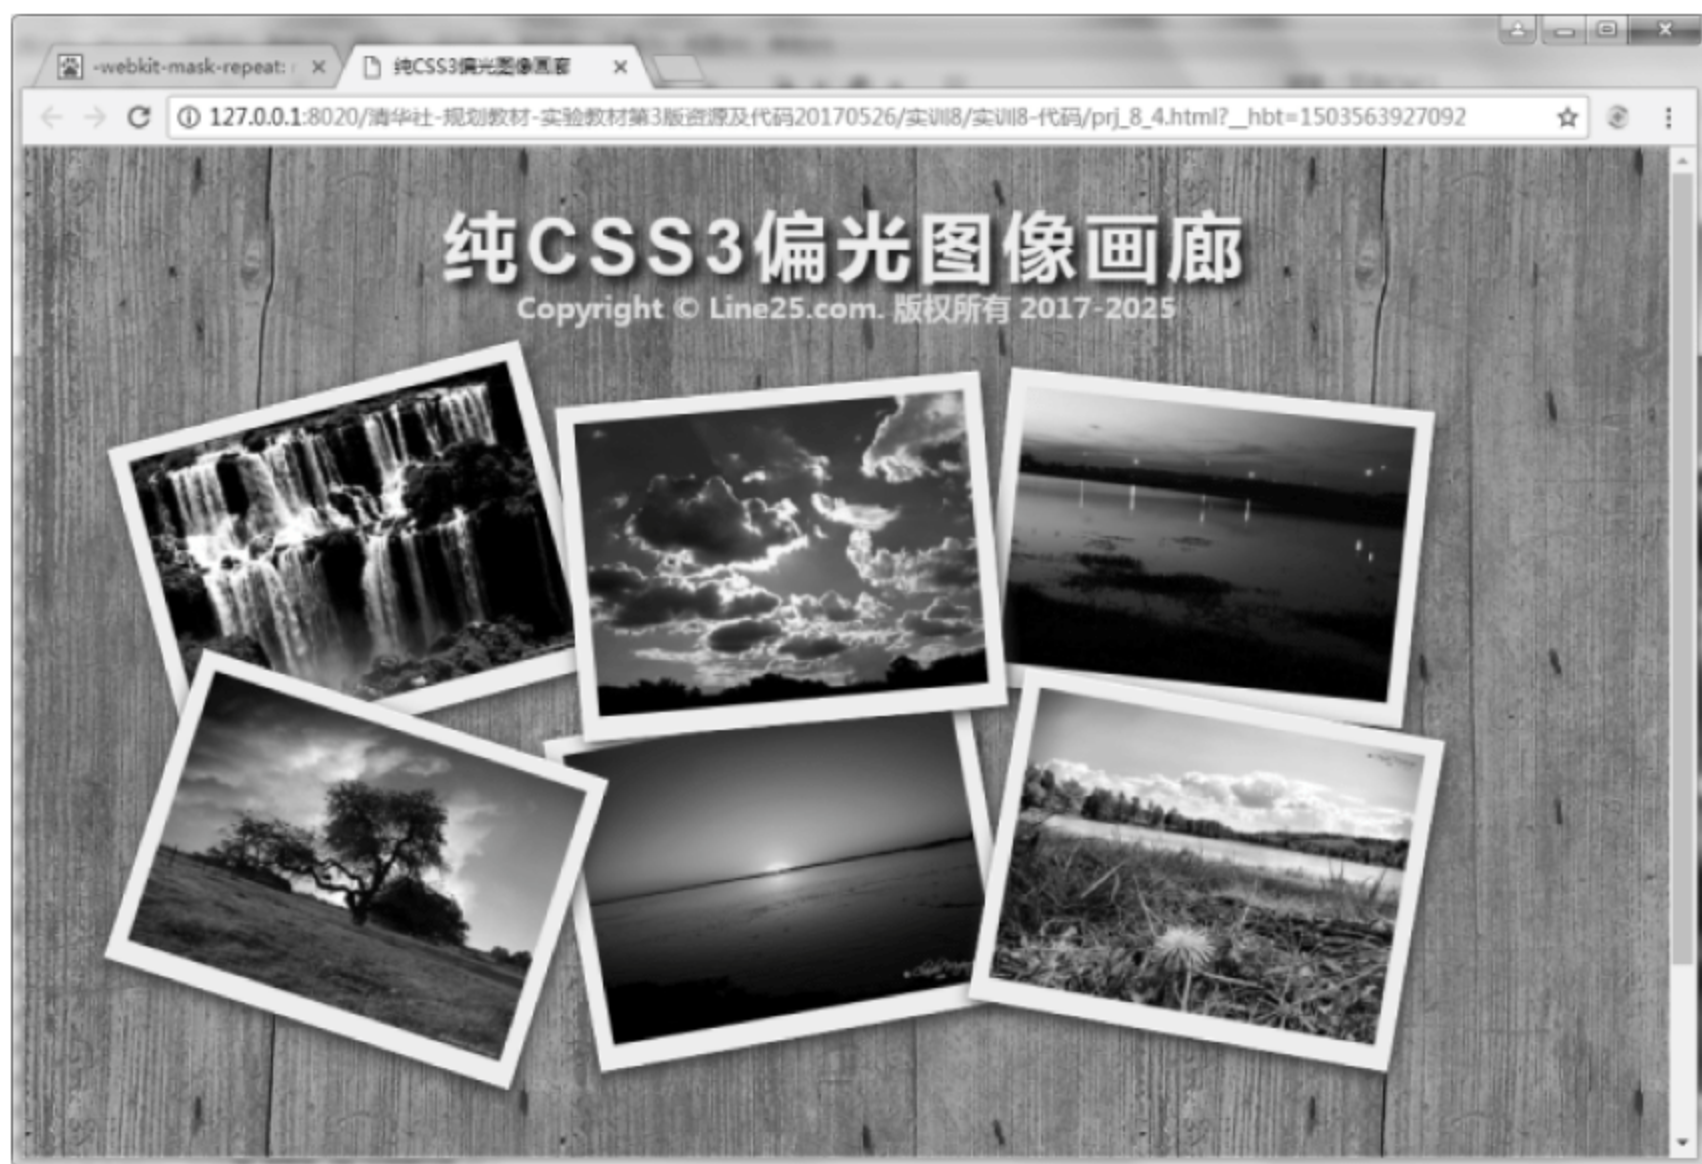 -webkit-mask-repeat:
纯CSS3偏光图像画廊
127.0.0.1:8020/清华社-规划教材-实验教材第3版资源及代码20170526/实训8/实训8-代码/prj_8_4.html?__hbt=1503563927092
纯CSS3偏光图像画廊
Copyright © Line25.com. 版权所有 2017-2025